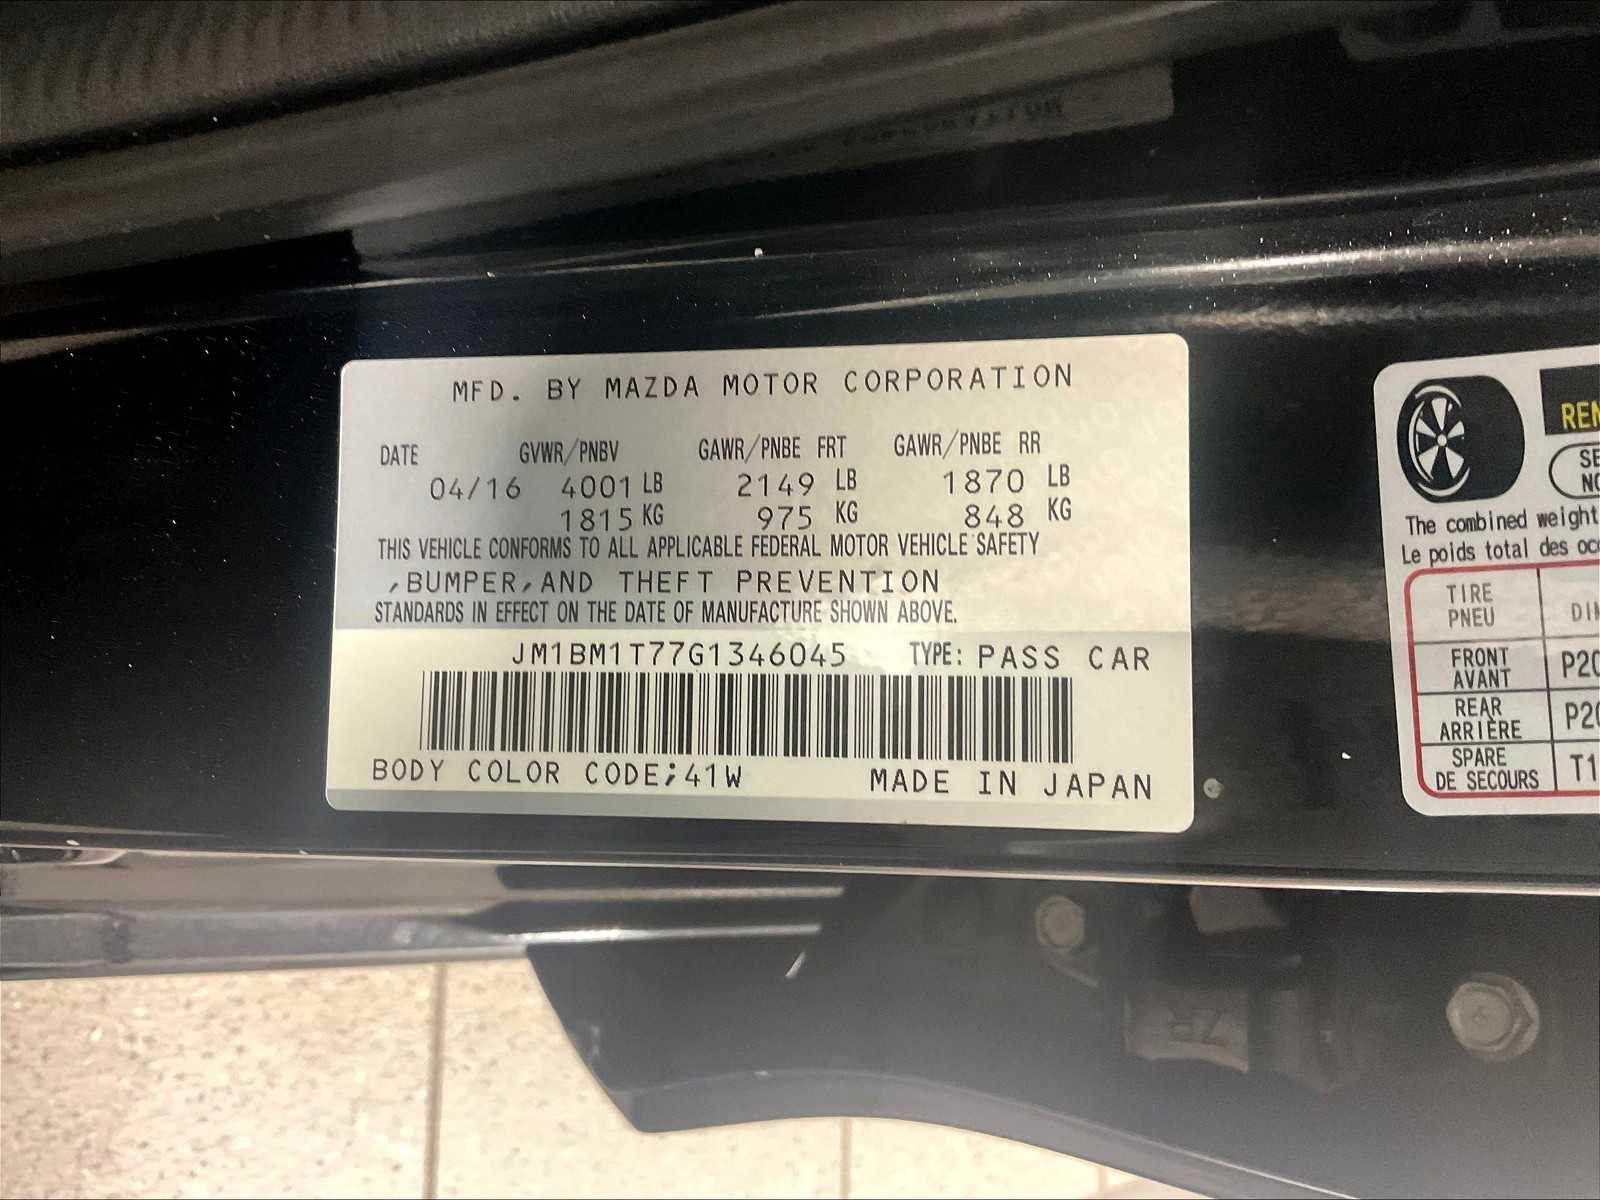 MFD. BY MAZDA MOTOR CORPORATION
DATE GVWR/PNBV GAWR/PNBE FRT GAWR/PNBE RR
04/16 4001 LB 2149 LB 1870 LB
1815 KG 975 KG 848 KG
THIS VEHICLE CONFORMS TO ALL APPLICABLE FEDERAL MOTOR VEHICLE SAFETY
,BUMPER,AND THEFT PREVENTION
STANDARDS IN EFFECT ON THE DATE OF MANUFACTURE SHOWN ABOVE.
JM1BM1T77G1346045 TYPE: PASS CAR
BODY COLOR CODE;41W MADE IN JAPAN
The combined weight
Le poids total des
TIRE
PNEU
FRONT
AVANT
REAR
ARRIÈRE
SPARE
DE SECOURS